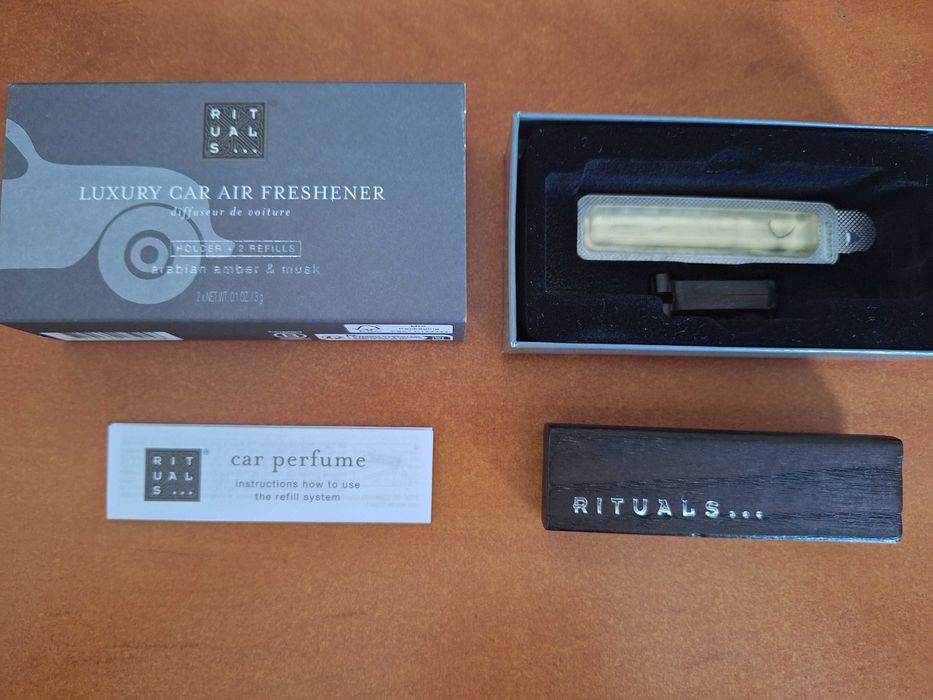 RIT
UAL
S...
LUXURY CAR AIR FRESHENER
diffuseur de voiture
HOLDER + 2 REFILLS
arabian amber & musk
2 x NET WT. 0.1 OZ. / 3 g
RIT
UAL
S...
car perfume
instructions how to use
the refill system
RITUALS...